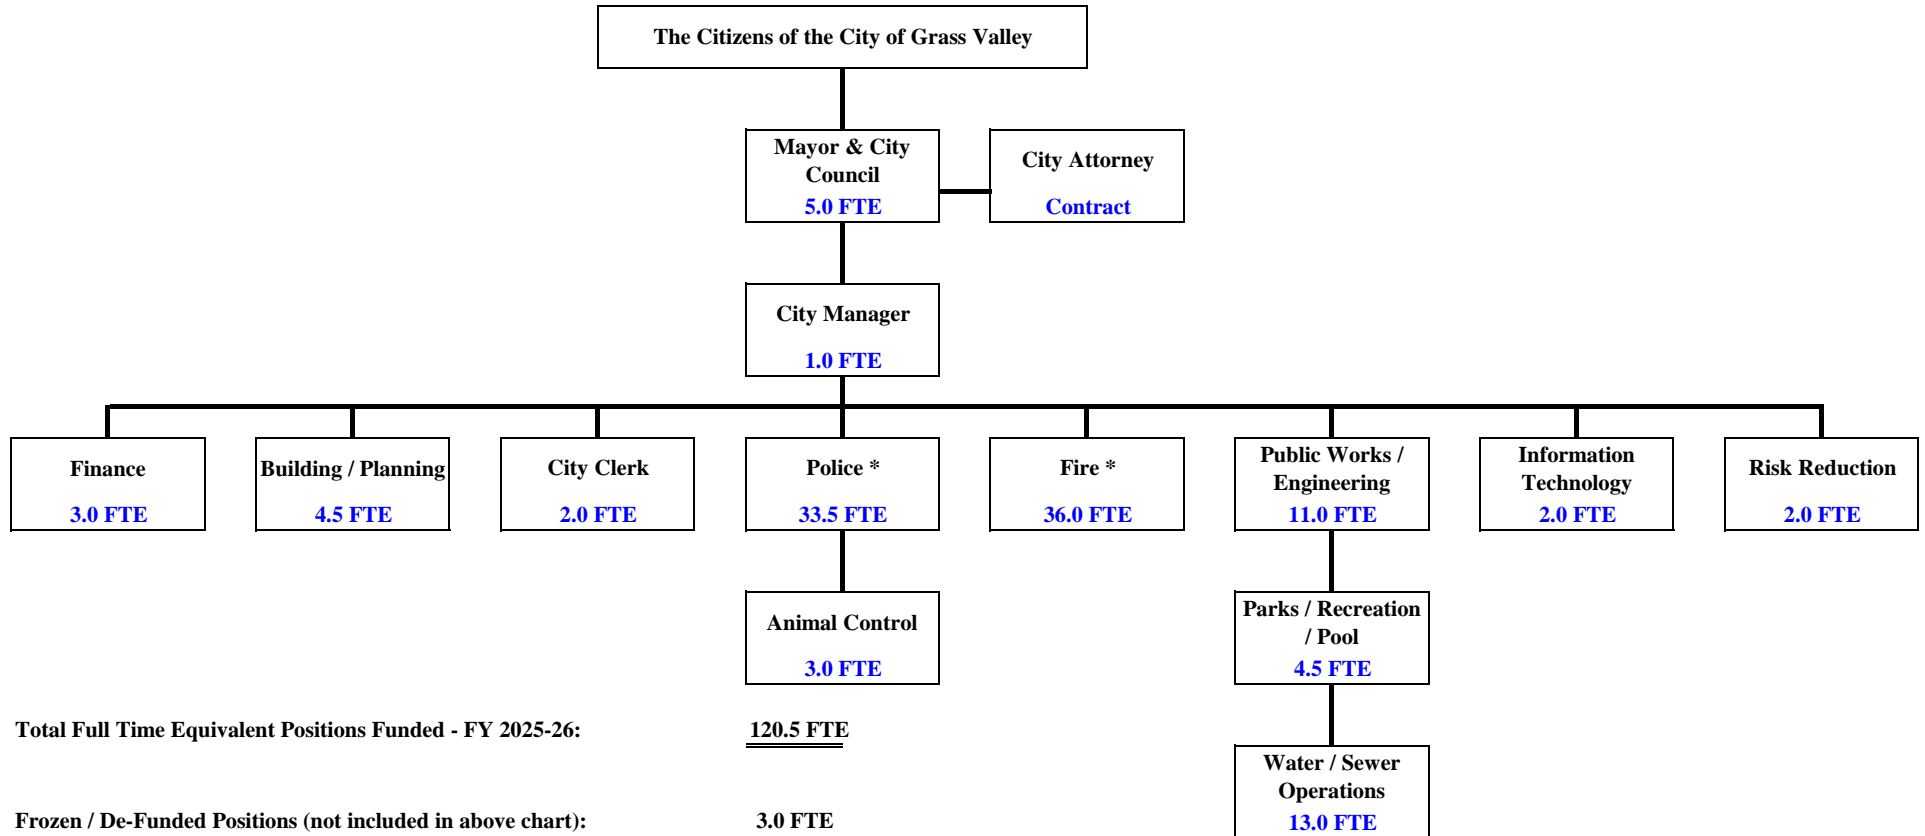 The Citizens of the City of Grass Valley
Mayor & City
Council
5.0 FTE
City Attorney
Contract
City Manager
1.0 FTE
Finance
3.0 FTE
Building / Planning
4.5 FTE
City Clerk
2.0 FTE
Police *
33.5 FTE
Fire *
36.0 FTE
Public Works /
Engineering
11.0 FTE
Information
Technology
2.0 FTE
Risk Reduction
2.0 FTE
Animal Control
3.0 FTE
Parks / Recreation
/ Pool
4.5 FTE
Total Full Time Equivalent Positions Funded - FY 2025-26: 120.5 FTE
Water / Sewer
Operations
13.0 FTE
Frozen / De-Funded Positions (not included in above chart): 3.0 FTE